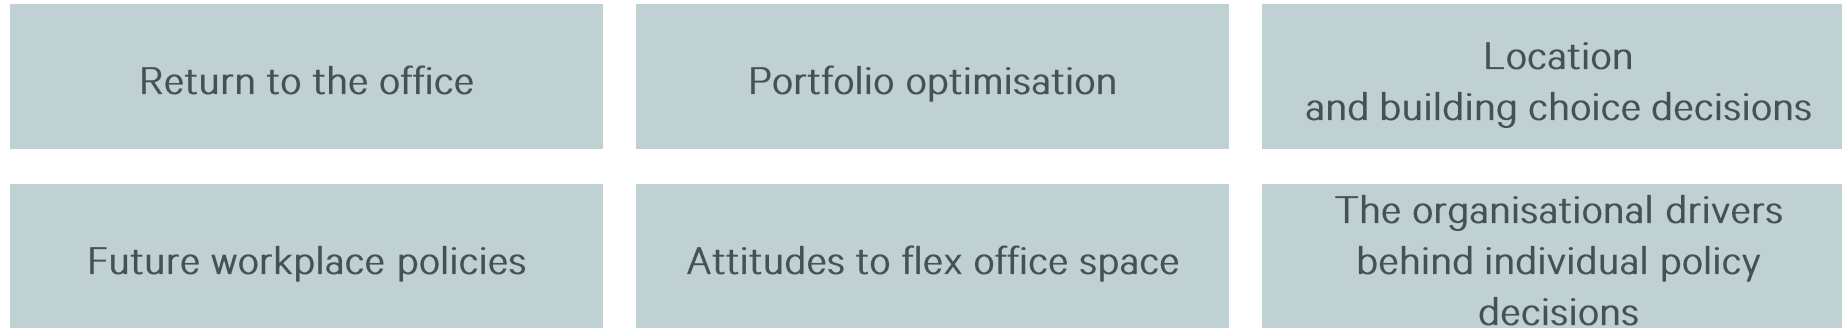 Return to the office
Portfolio optimisation
Location
and building choice decisions
Future workplace policies
Attitudes to flex office space
The organisational drivers
behind individual policy
decisions